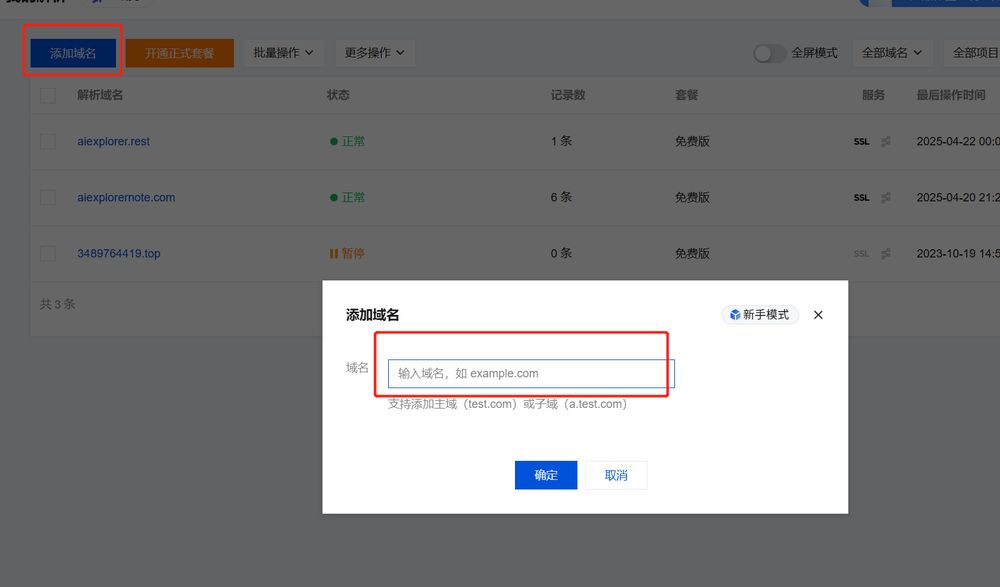 添加域名 开通正式套餐 批量操作 更多操作 全屏模式 全部域名 全部项目
解析域名 状态 记录数 套餐 服务 最后操作时间
aiexplorer.rest 正常 1 条 免费版 SSL 2025-04-22 00:0
aiexplorernote.com 正常 6 条 免费版 SSL 2025-04-20 21:2
3489764419.top 暂停 0 条 免费版 SSL 2023-10-19 14:5
共 3 条
添加域名 新手模式
域名 输入域名，如 example.com
支持添加主域（test.com）或子域（a.test.com）
确定 取消